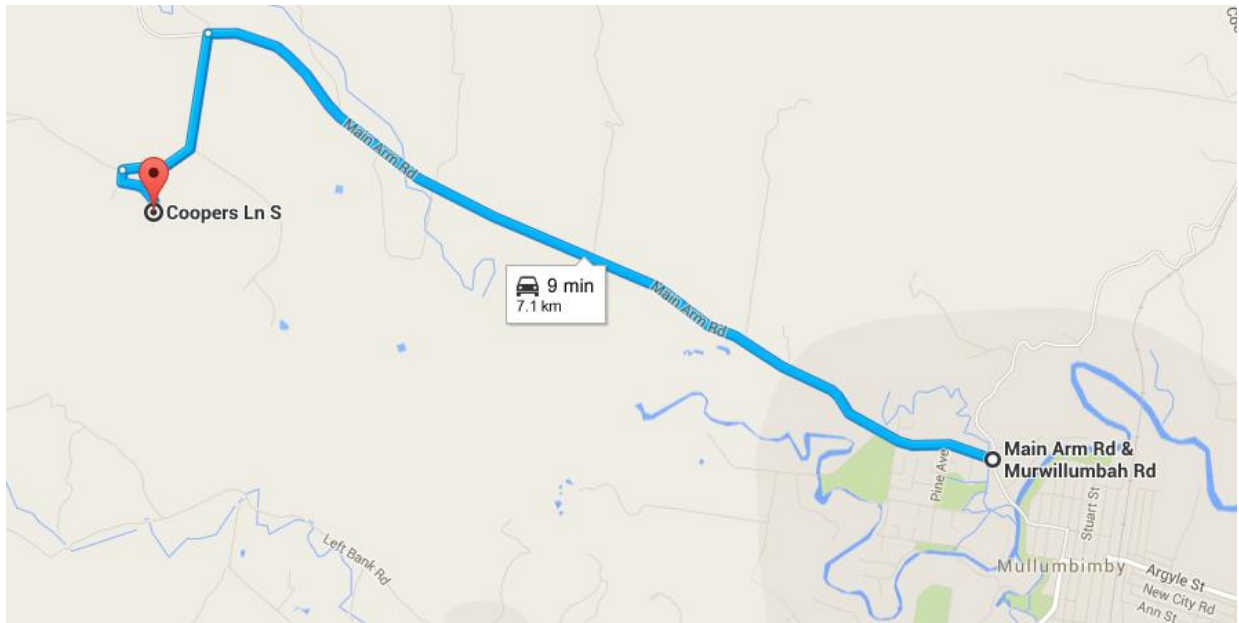 Main Arm Rd
Coopers Ln S
9 min
7.1 km
Main Arm Rd
Main Arm Rd &
Murwillumbah Rd
Pine Ave
Stuart St
Left Bank Rd
Mullumbimby
Argyle St
New City Rd
Ann St